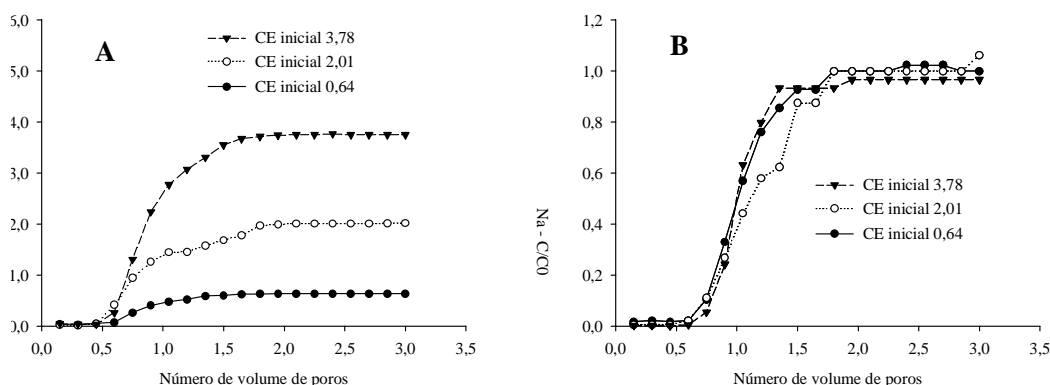 A
CE inicial 3,78
CE inicial 2,01
CE inicial 0,64
5,0
4,0
3,0
2,0
1,0
0,0
0,0 0,5 1,0 1,5 2,0 2,5 3,0 3,5
Número de volume de poros
B
CE inicial 3,78
CE inicial 2,01
CE inicial 0,64
Na - C/C0
1,2
1,0
0,8
0,6
0,4
0,2
0,0
0,0 0,5 1,0 1,5 2,0 2,5 3,0 3,5
Número de volume de poros